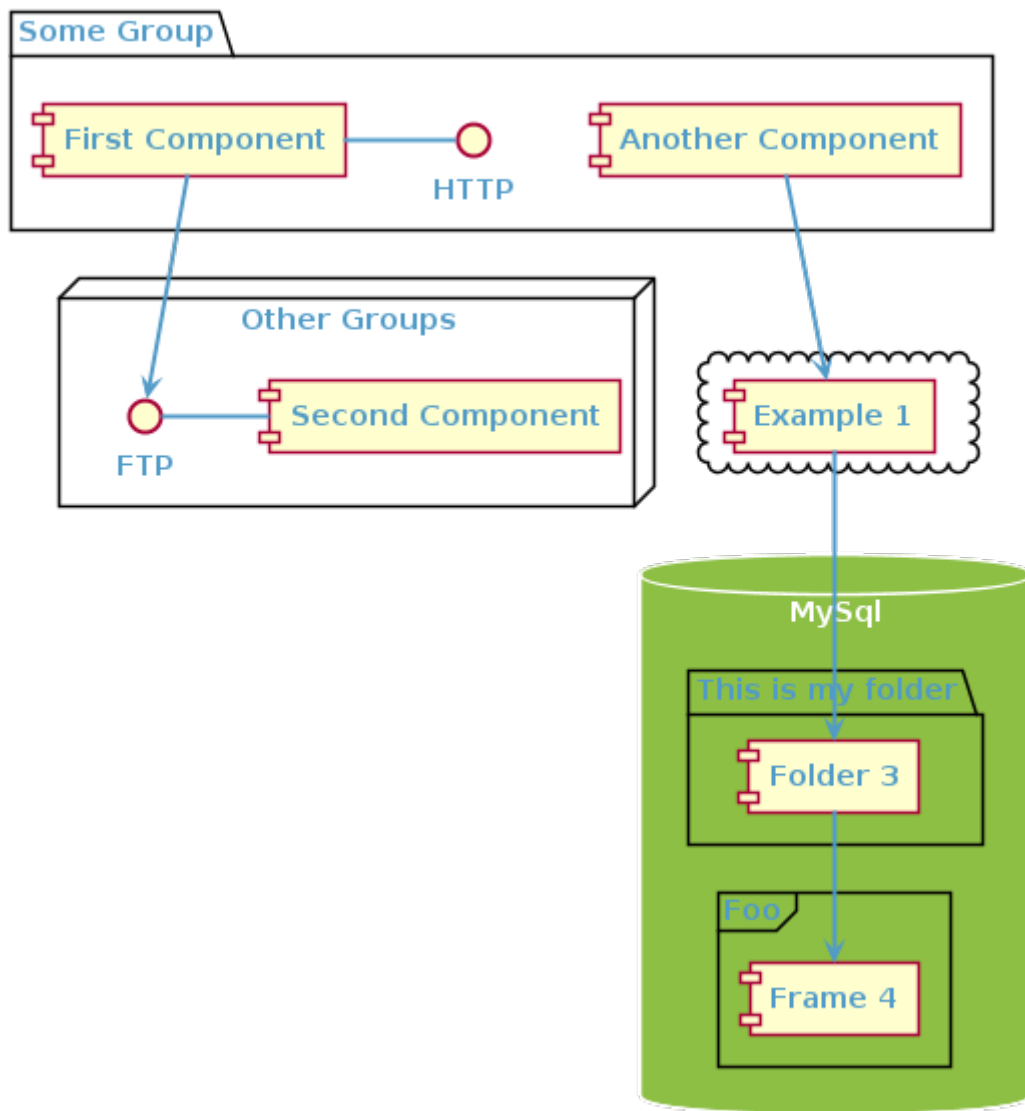 Some Group
First Component
HTTP
Another Component
Other Groups
FTP
Second Component
Example 1
MySql
This is my folder
Folder 3
Foo
Frame 4